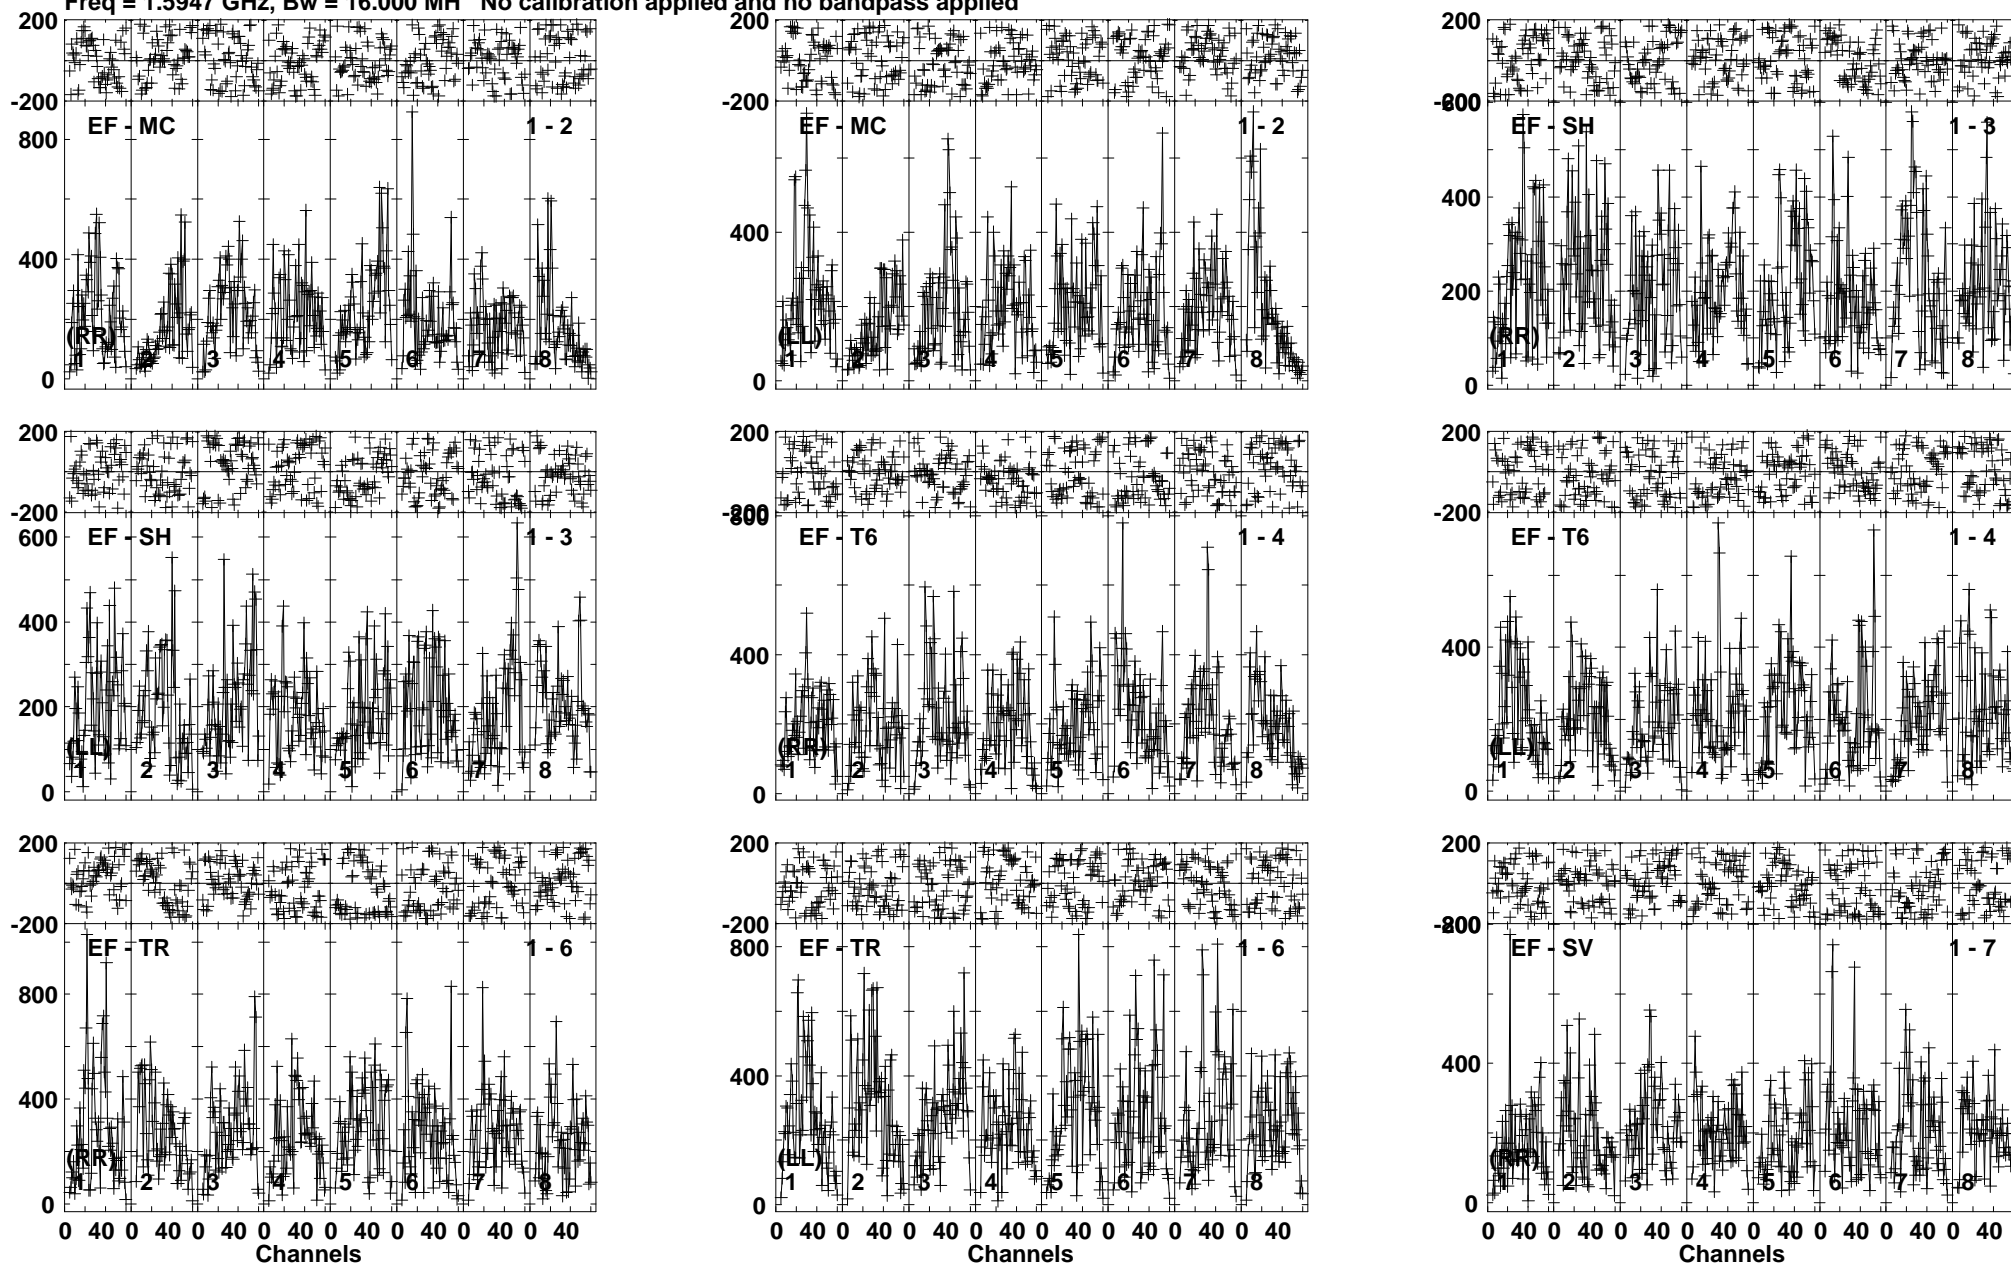 Freq = 1.5947 GHz, Bw = 16.000 MH No calibration applied and no bandpass applied
200 200 200
-200 -200 -200
600
EF - MC 1 - 2 EF - MC 1 - 2 EF - SH 1 - 3
800
400 400 400
200
(RR) (LL) (RR)
1 2 3 4 5 6 7 8 1 2 3 4 5 6 7 8 1 2 3 4 5 6 7 8
0 0 0
200 200 200
-200 -200 -200
800
EF - SH 1 - 3 EF - T6 1 - 4 EF - T6 1 - 4
600
400 400 400
200
(LL) (RR) (LL)
1 2 3 4 5 6 7 8 1 2 3 4 5 6 7 8 1 2 3 4 5 6 7 8
0 0 0
200 200 200
-200 -200 -200
800
EF - TR 1 - 6 EF - TR 1 - 6 EF - SV 1 - 7
800 800
400 400 400
(RR) (LL) (RR)
1 2 3 4 5 6 7 8 1 2 3 4 5 6 7 8 1 2 3 4 5 6 7 8
0 0 0
0 40 0 40 0 40 0 40 0 40 0 40 0 40 0 40 0 40 0 40 0 40 0 40 0 40 0 40 0 40 0 40 0 40 0 40 0 40 0 40 0 40 0 40 0 40 0 40
Channels Channels Channels